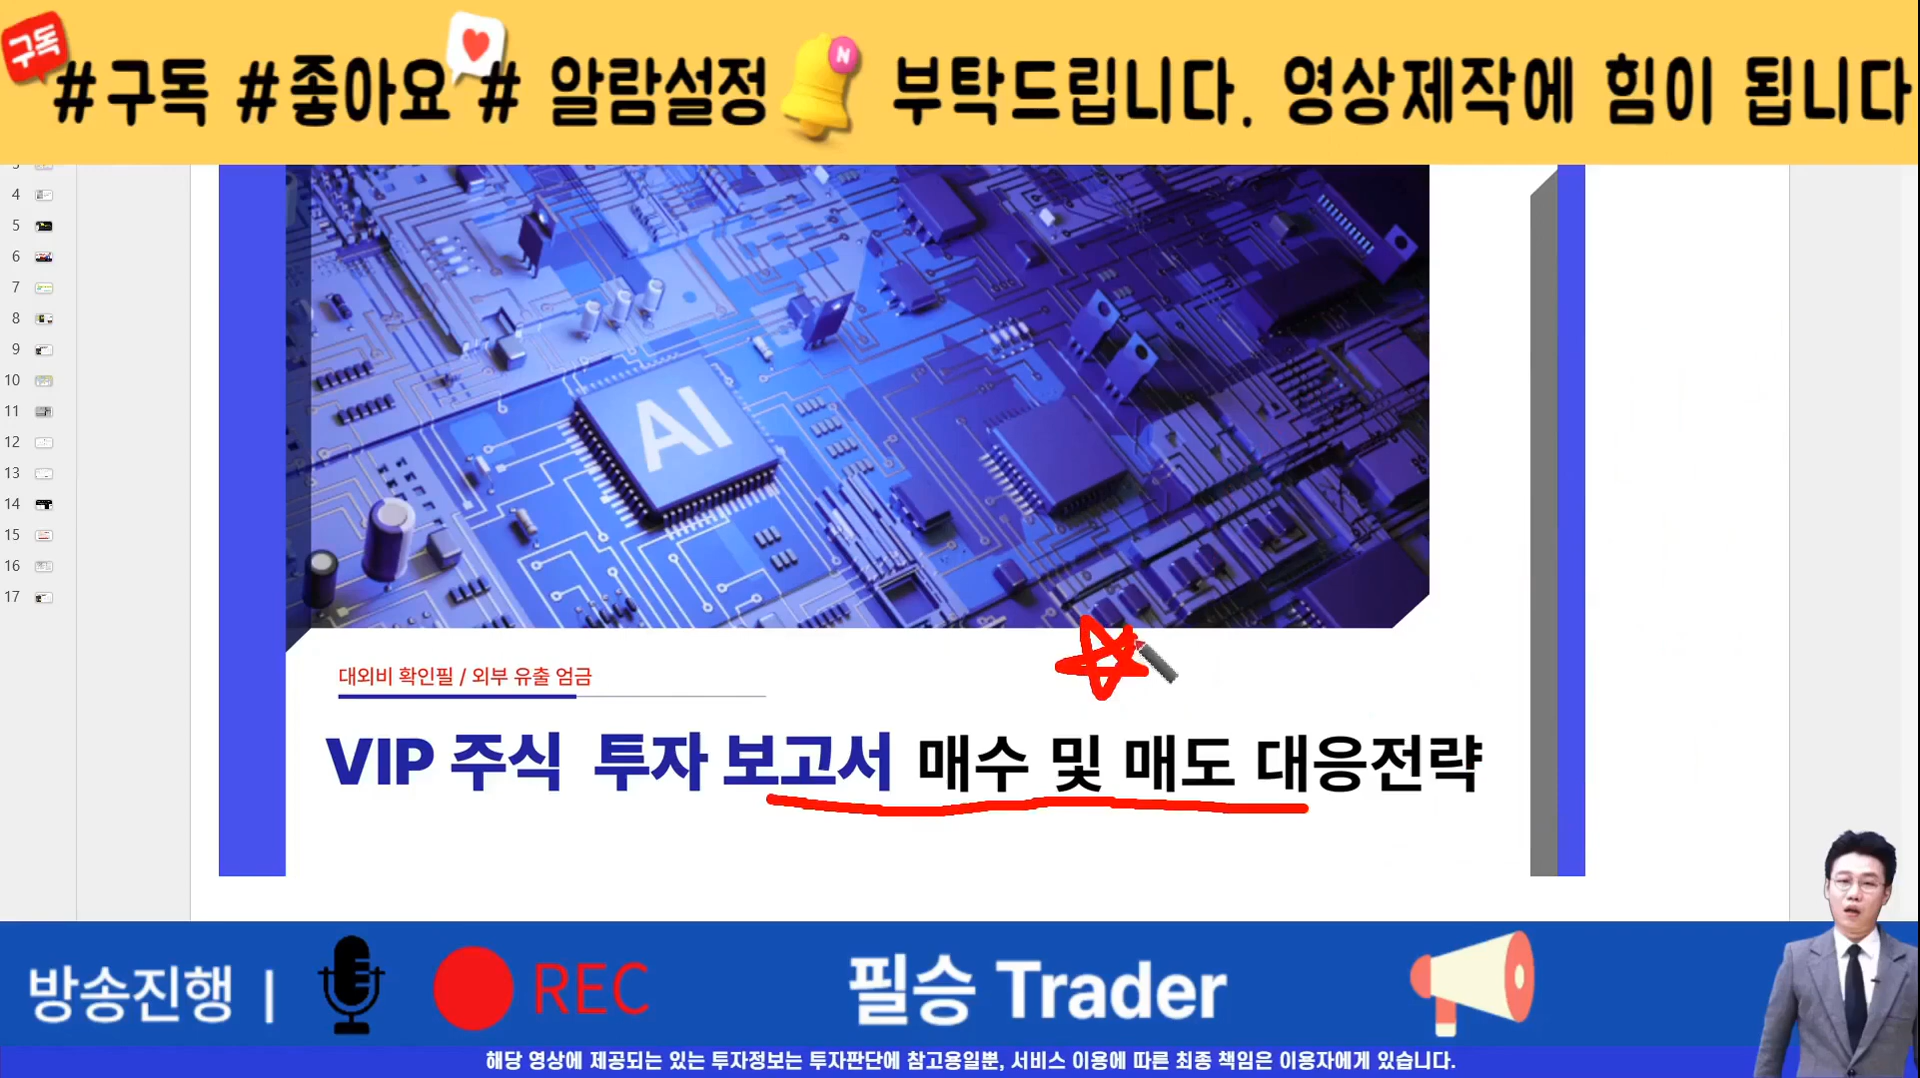 구독
#구독 #좋아요 # 알람설정 N 부탁드립니다. 영상제작에 힘이 됩니다
4
5
6
7
8
9
10
11
12
13
14
15
16
17
AI
대외비 확인필 / 외부 유출 엄금
VIP 주식 투자 보고서 매수 및 매도 대응전략
방송진행 | REC 필승 Trader
해당 영상에 제공되는 있는 투자정보는 투자판단에 참고용일뿐, 서비스 이용에 따른 최종 책임은 이용자에게 있습니다.